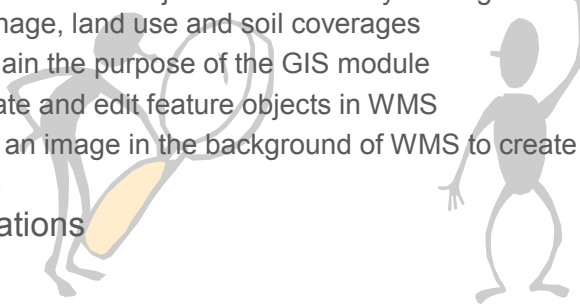 nage, land use and soil coverages
ain the purpose of the GIS module
ate and edit feature objects in WMS
an image in the background of WMS to create
ations